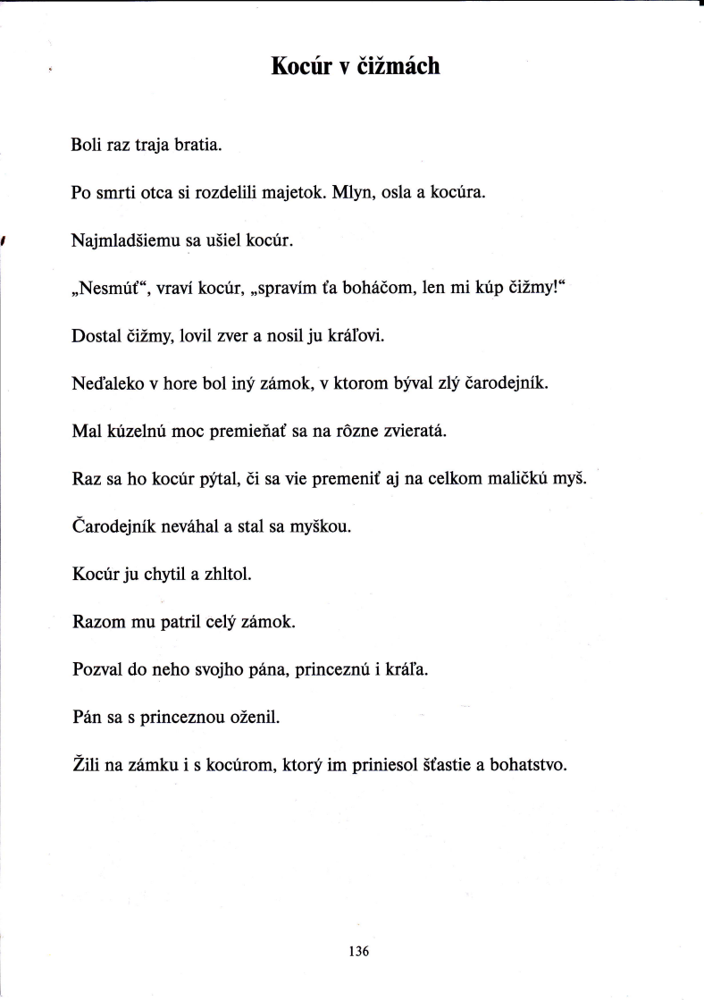 Kocúr v čižmách
Boli raz traja bratia.
Po smrti otca si rozdelili majetok. Mlyn, osla a kocúra.
Najmladšiemu sa ušiel kocúr.
„Nesmúť“, vraví kocúr, „spravím ťa boháčom, len mi kúp čižmy!“
Dostal čižmy, lovil zver a nosil ju kráľovi.
Neďaleko v hore bol iný zámok, v ktorom býval zlý čarodejník.
Mal kúzelnú moc premieňať sa na rôzne zvieratá.
Raz sa ho kocúr pýtal, či sa vie premeniť aj na celkom maličkú myš.
Čarodejník neváhal a stal sa myškou.
Kocúr ju chytil a zhltol.
Razom mu patril celý zámok.
Pozval do neho svojho pána, princeznú i kráľa.
Pán sa s princeznou oženil.
Žili na zámku i s kocúrom, ktorý im priniesol šťastie a bohatstvo.
136